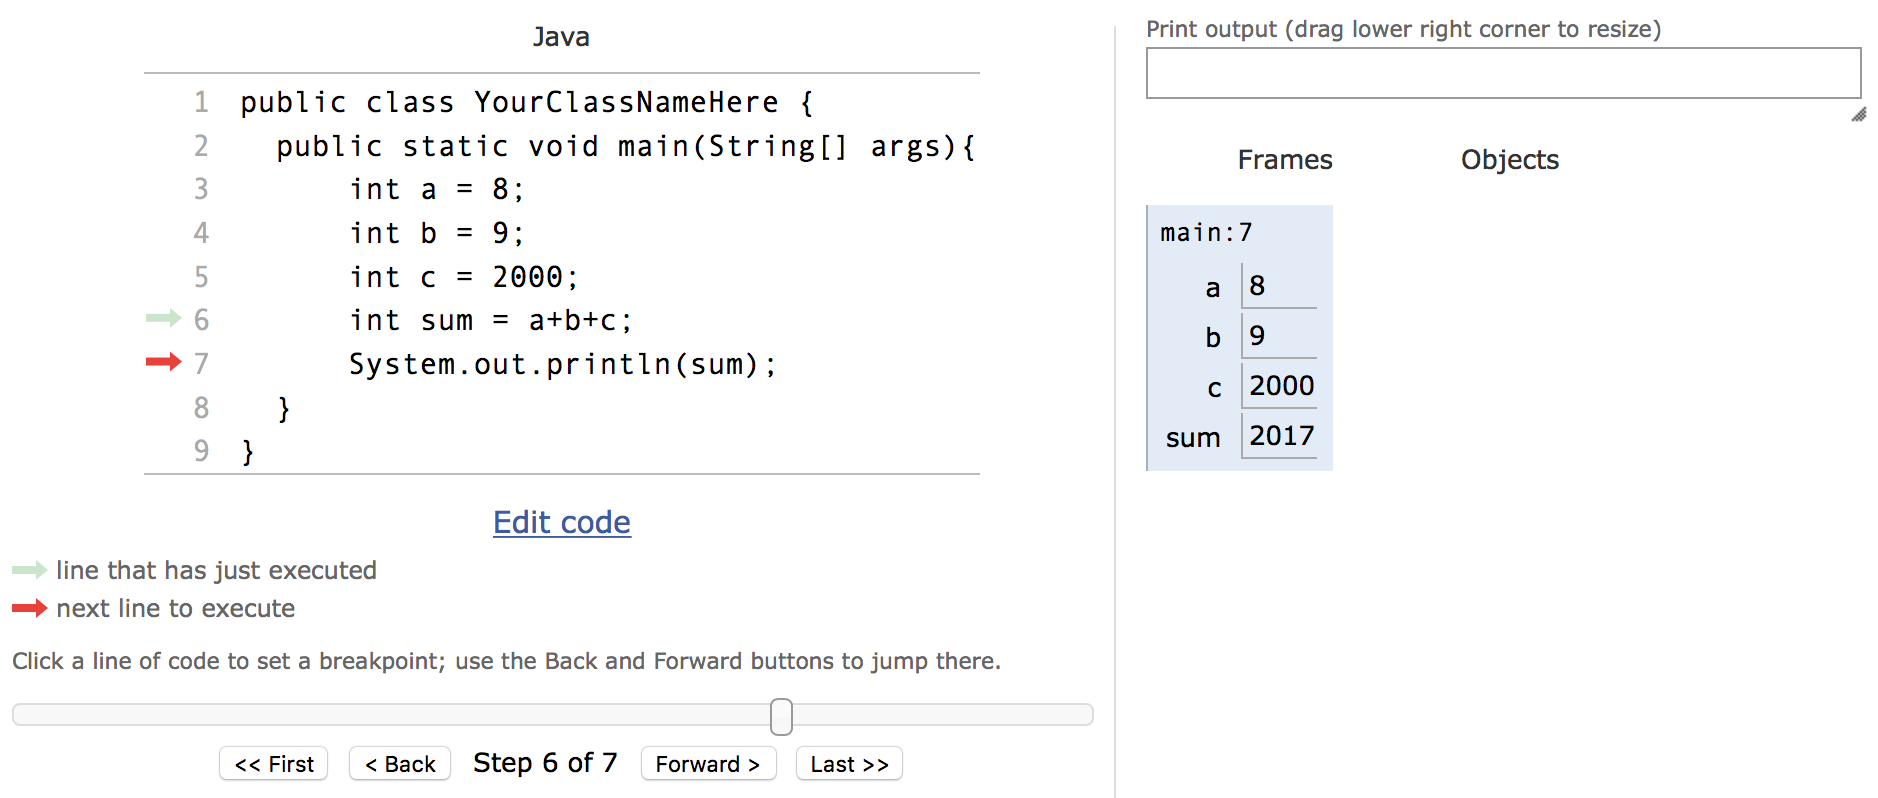 Java
1 public class YourClassNameHere {
2 public static void main(String[] args){
3 int a = 8;
4 int b = 9;
5 int c = 2000;
6 int sum = a+b+c;
7 System.out.println(sum);
8 }
9 }
Edit code
line that has just executed
next line to execute
Click a line of code to set a breakpoint; use the Back and Forward buttons to jump there.
<< First < Back Step 6 of 7 Forward > Last >>
Print output (drag lower right corner to resize)
Frames Objects
main:7
a 8
b 9
c 2000
sum 2017